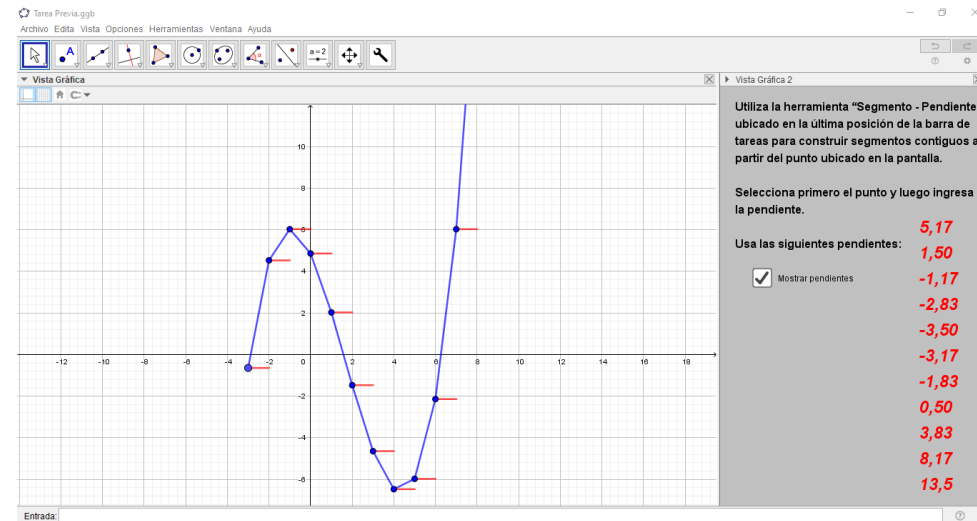 Tarea Previa.ggb
Archivo Edita Vista Opciones Herramientas Ventana Ayuda
A
a=2
Vista Gráfica
Vista Gráfica 2
Utiliza la herramienta “Segmento - Pendiente
ubicado en la última posición de la barra de
tareas para construir segmentos contiguos a
partir del punto ubicado en la pantalla.
Selecciona primero el punto y luego ingresa
la pendiente.
Usa las siguientes pendientes:
Mostrar pendientes
5,17
1,50
-1,17
-2,83
-3,50
-3,17
-1,83
0,50
3,83
8,17
13,5
10
8
6
4
2
-12 -10 -8 -6 -4 -2 0 2 4 6 8 10 12 14 16 18
-2
-4
-6
Entrada: